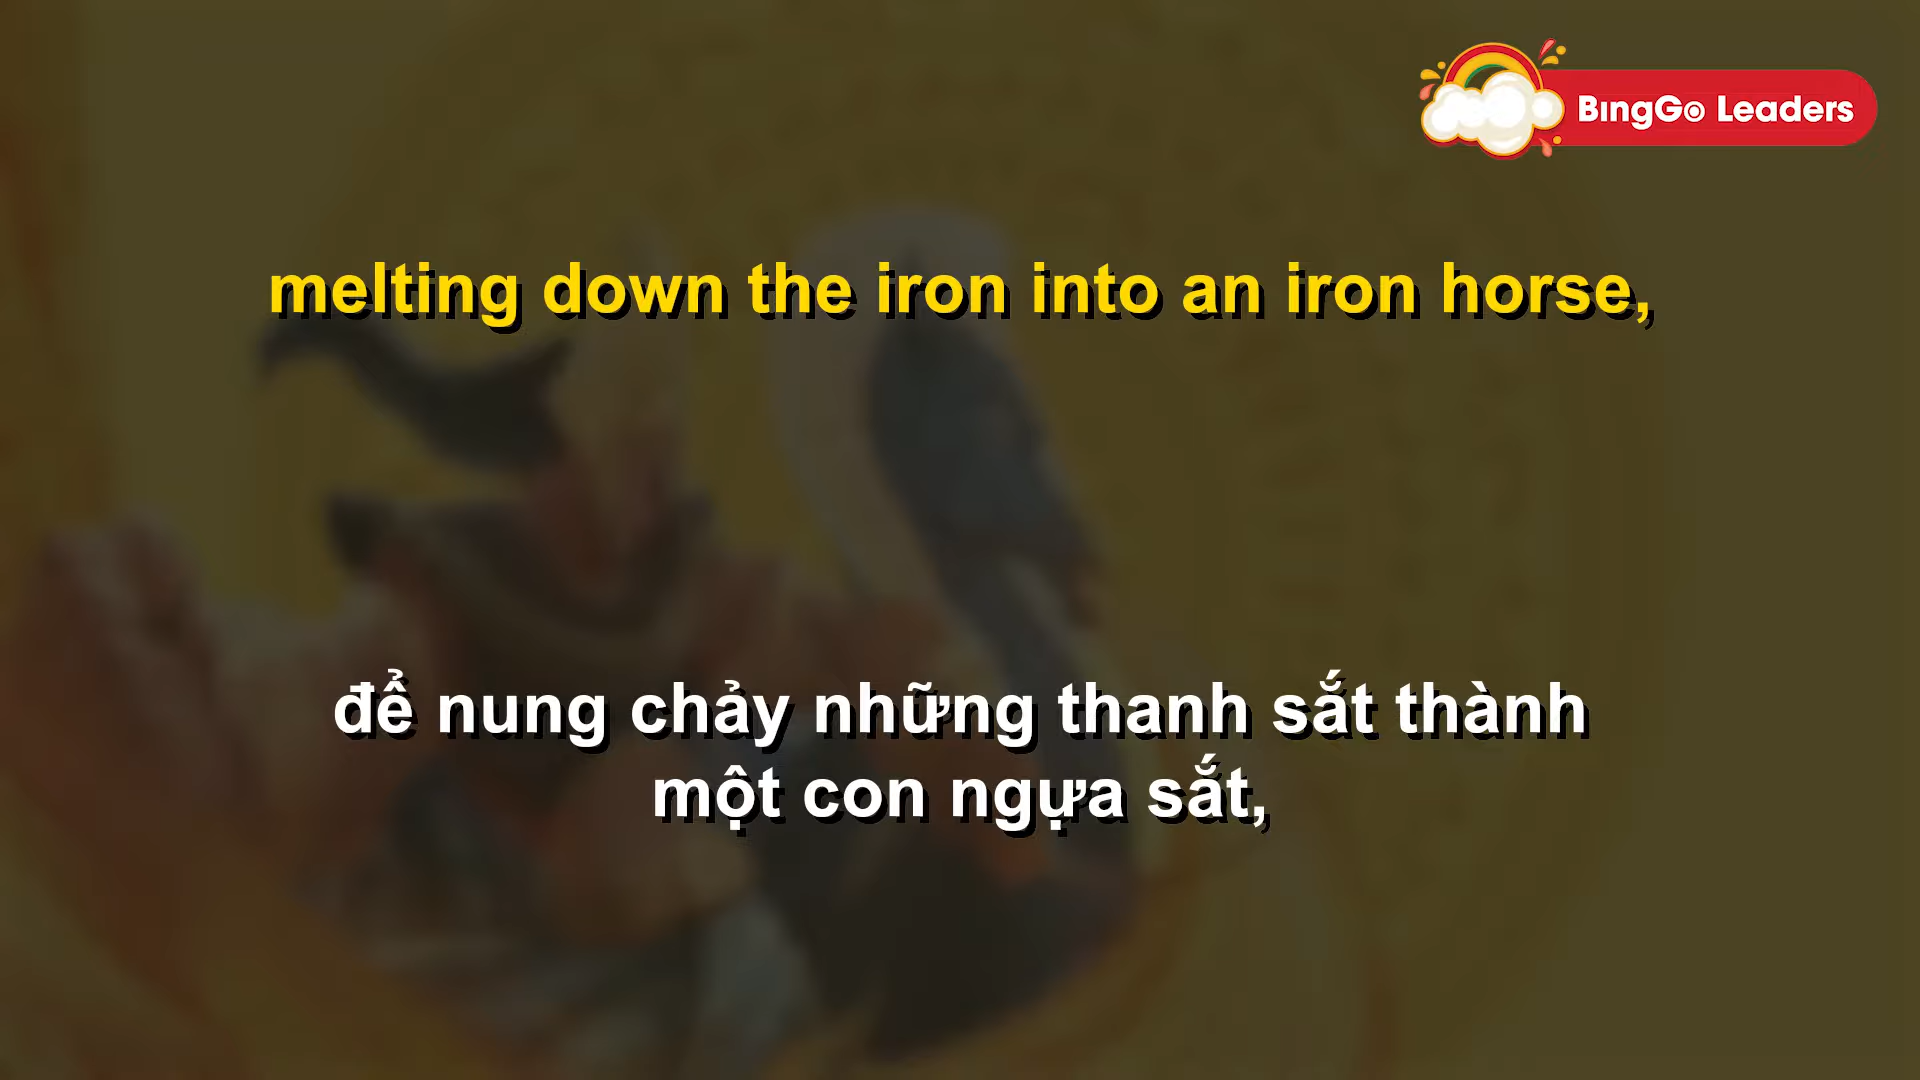 BingGo Leaders
melting down the iron into an iron horse,
để nung chảy những thanh sắt thành
một con ngựa sắt,